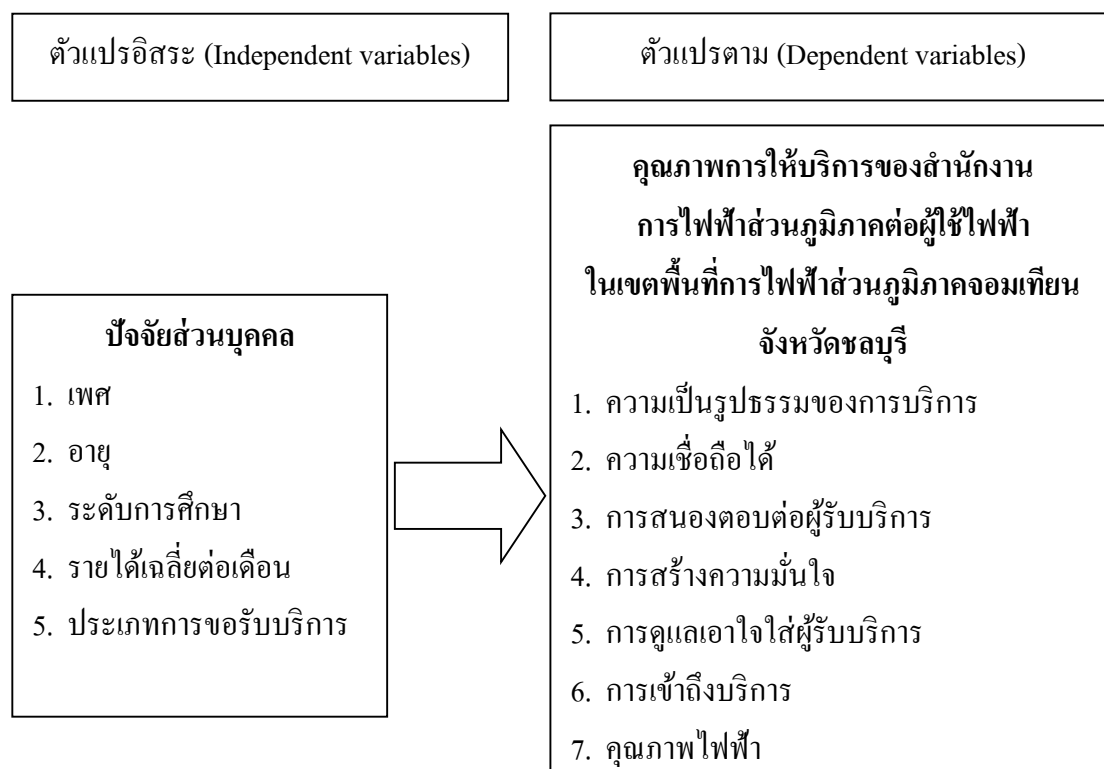 ตัวแปรอิสระ (Independent variables)
ตัวแปรตาม (Dependent variables)
ปัจจัยส่วนบุคคล
1. เพศ
2. อายุ
3. ระดับการศึกษา
4. รายได้เฉลี่ยต่อเดือน
5. ประเภทการขอรับบริการ
คุณภาพการให้บริการของสำนักงาน
การไฟฟ้าส่วนภูมิภาคต่อผู้ใช้ไฟฟ้า
ในเขตพื้นที่การไฟฟ้าส่วนภูมิภาคจอมเทียน
จังหวัดชลบุรี
1. ความเป็นรูปธรรมของการบริการ
2. ความเชื่อถือได้
3. การสนองตอบต่อผู้รับบริการ
4. การสร้างความมั่นใจ
5. การดูแลเอาใจใส่ผู้รับบริการ
6. การเข้าถึงบริการ
7. คุณภาพไฟฟ้า